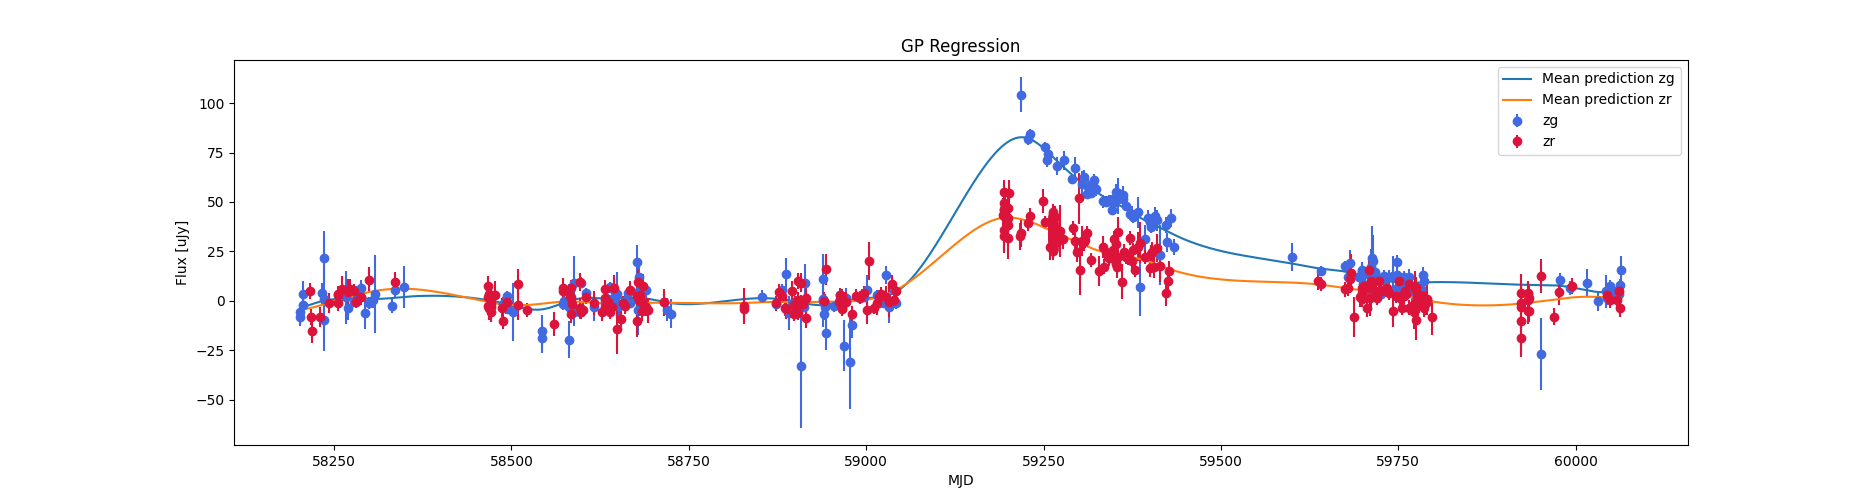 GP Regression
Mean prediction zg
Mean prediction zr
zg
zr
Flux [uJy]
100
75
50
25
0
−25
−50
58250 58500 58750 59000 59250 59500 59750 60000
MJD